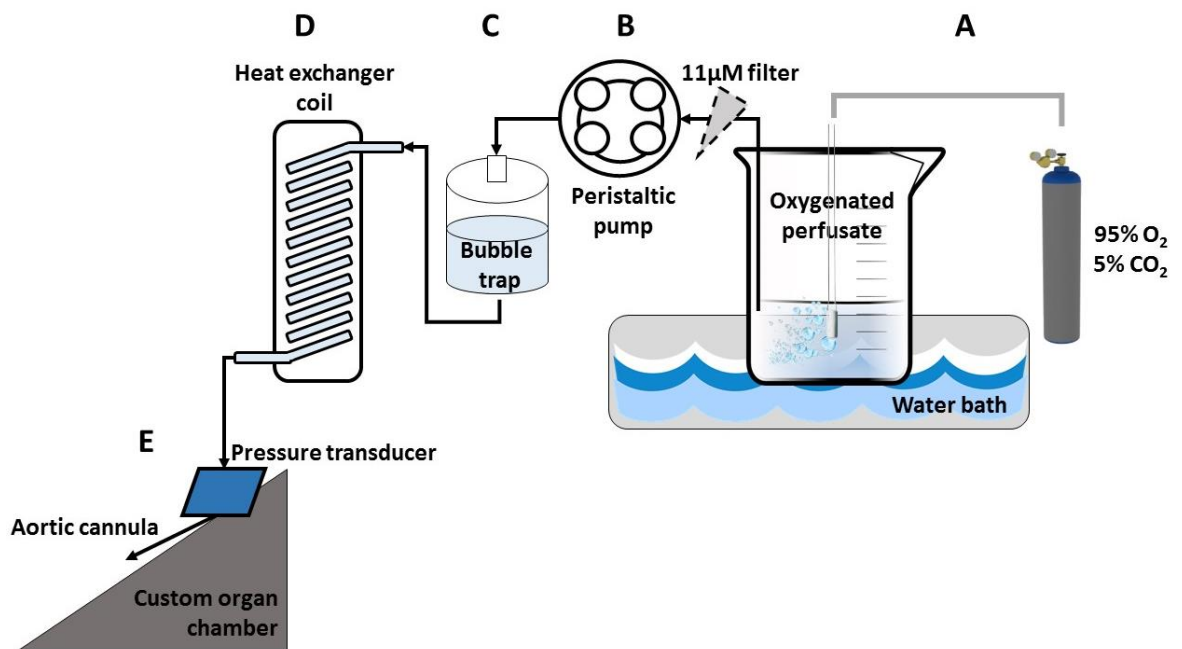 D
C
B
A
Heat exchanger
coil
11µM filter
Peristaltic
pump
Oxygenated
perfusate
95% O₂
5% CO₂
Bubble
trap
Water bath
E
Pressure transducer
Aortic cannula
Custom organ
chamber